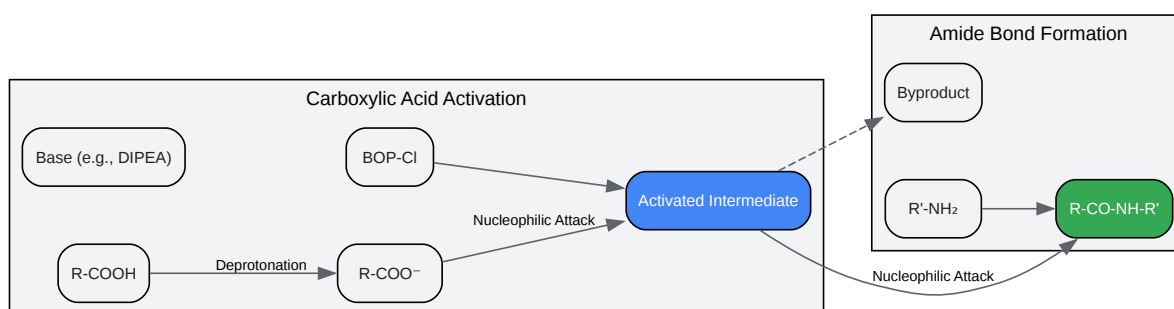 Amide Bond Formation
Byproduct
Carboxylic Acid Activation
Base (e.g., DIPEA)
BOP-Cl
Activated Intermediate
R'-NH₂
R-CO-NH-R'
Nucleophilic Attack
R-COOH
Deprotonation
R-COO⁻
Nucleophilic Attack